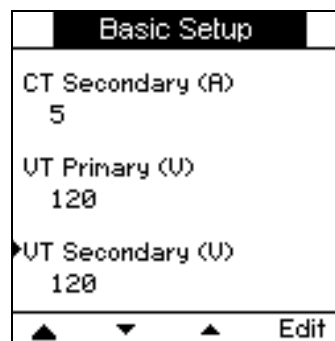 Basic Setup
CT Secondary (A)
5
VT Primary (V)
120
VT Secondary (V)
120
Edit